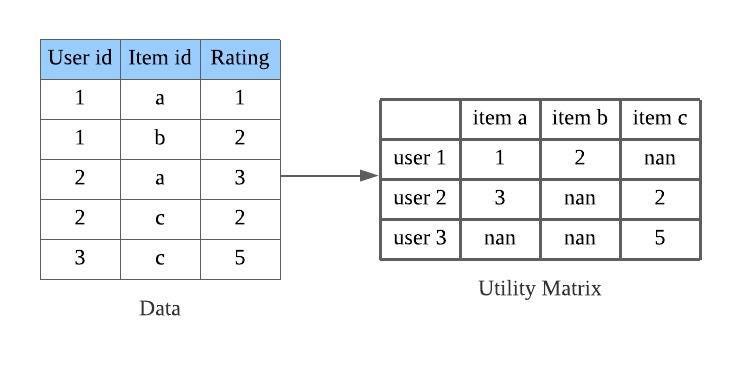 User id Item id Rating
1 a 1
1 b 2
2 a 3
2 c 2
3 c 5
Data
item a item b item c
user 1 1 2 nan
user 2 3 nan 2
user 3 nan nan 5
Utility Matrix